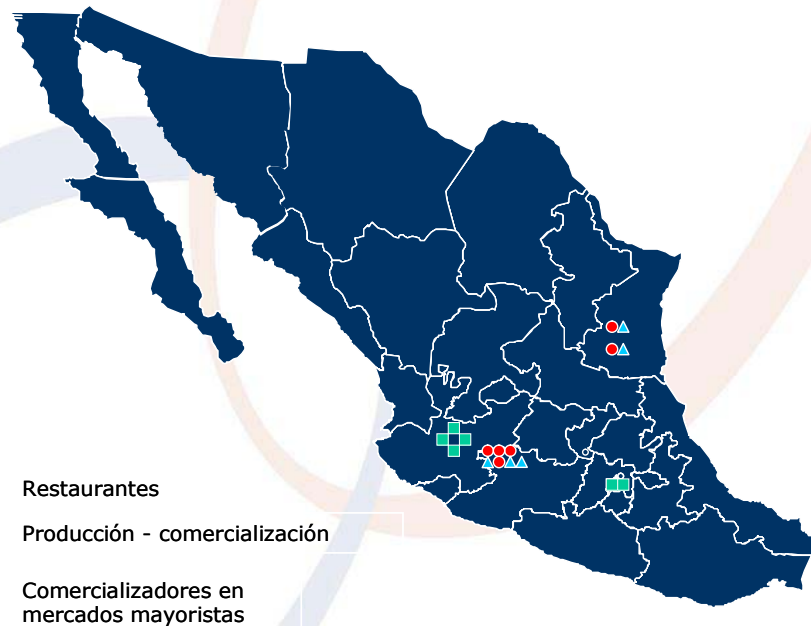 Restaurantes
Producción - comercialización
Comercializadores en
mercados mayoristas